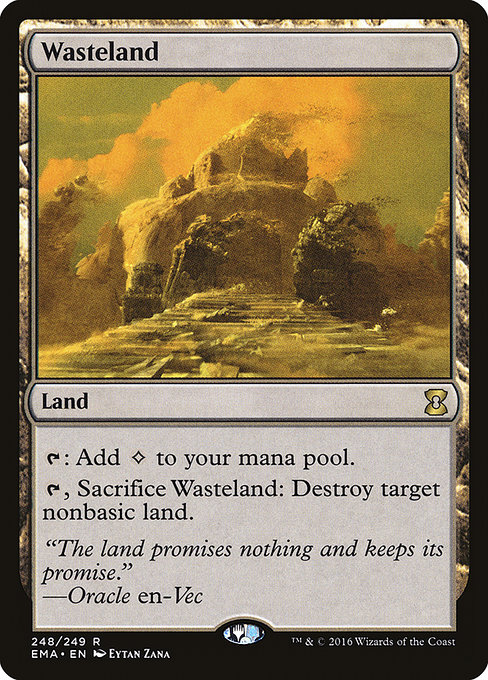 Wasteland
Land
: Add to your mana pool.
, Sacrifice Wasteland: Destroy target
nonbasic land.
“The land promises nothing and keeps its
promise.”
—Oracle en-Vec
248/249 R
EMA • EN Eytan Zana
™ & © 2016 Wizards of the Coast